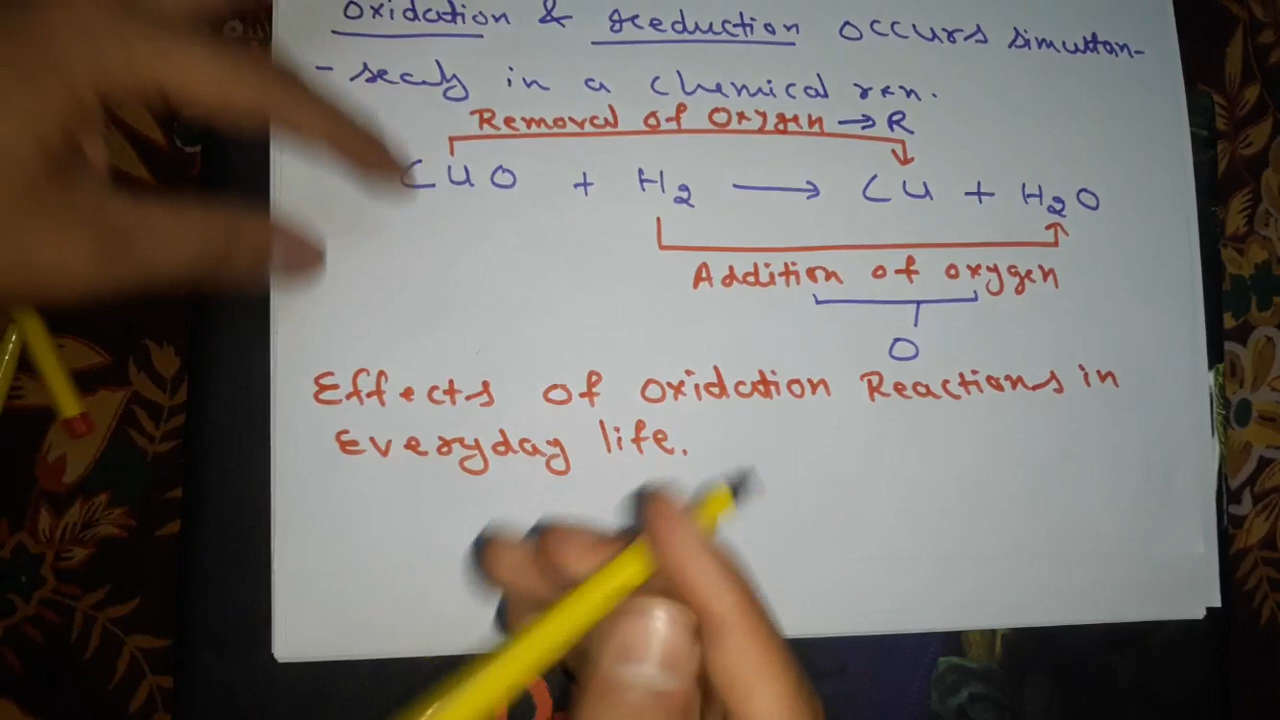 oxidation & reduction occurs simultan-
-seasly in a chemical rxn.
Removal of Oxygen → R
CuO + H2 → Cu + H2O
Addition of oxygen
O
Effects of oxidation Reactions in
Everyday life.